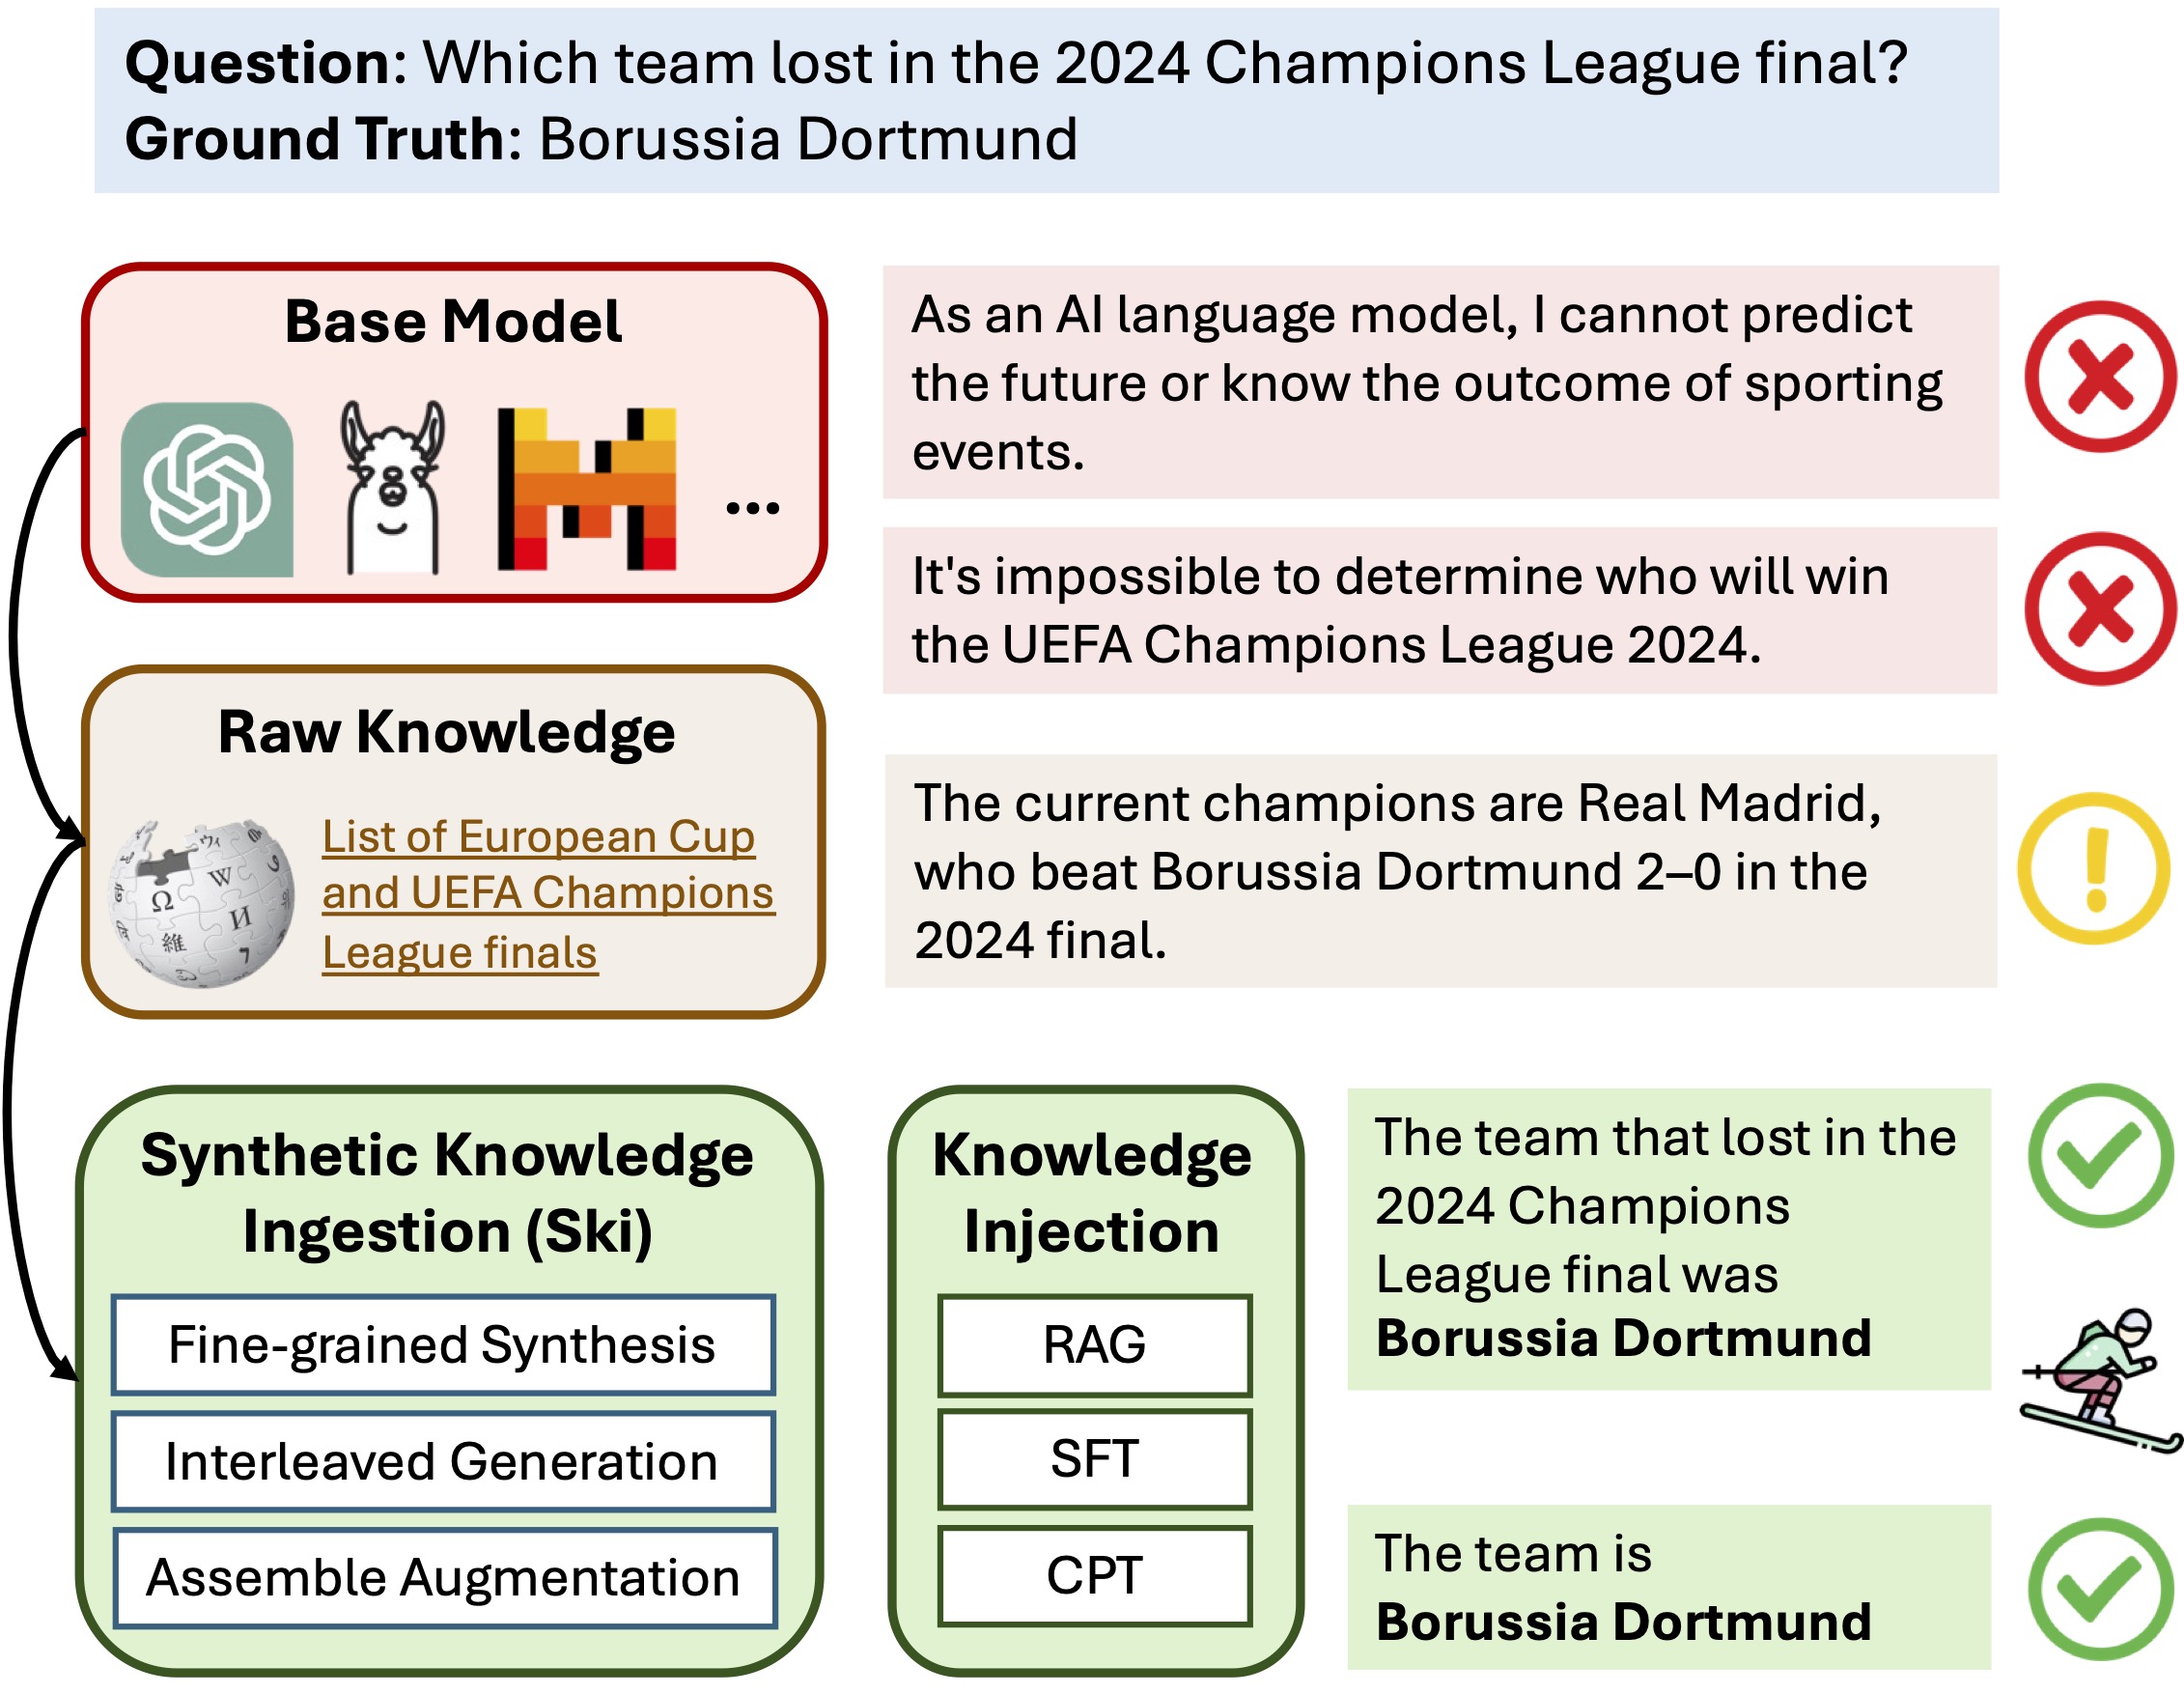 Question: Which team lost in the 2024 Champions League final?
Ground Truth: Borussia Dortmund
Base Model
...
As an AI language model, I cannot predict
the future or know the outcome of sporting
events.
It's impossible to determine who will win
the UEFA Champions League 2024.
Raw Knowledge
List of European Cup
and UEFA Champions
League finals
The current champions are Real Madrid,
who beat Borussia Dortmund 2–0 in the
2024 final.
Synthetic Knowledge
Ingestion (Ski)
Fine-grained Synthesis
Interleaved Generation
Assemble Augmentation
Knowledge
Injection
RAG
SFT
CPT
The team that lost in the
2024 Champions
League final was
Borussia Dortmund
The team is
Borussia Dortmund